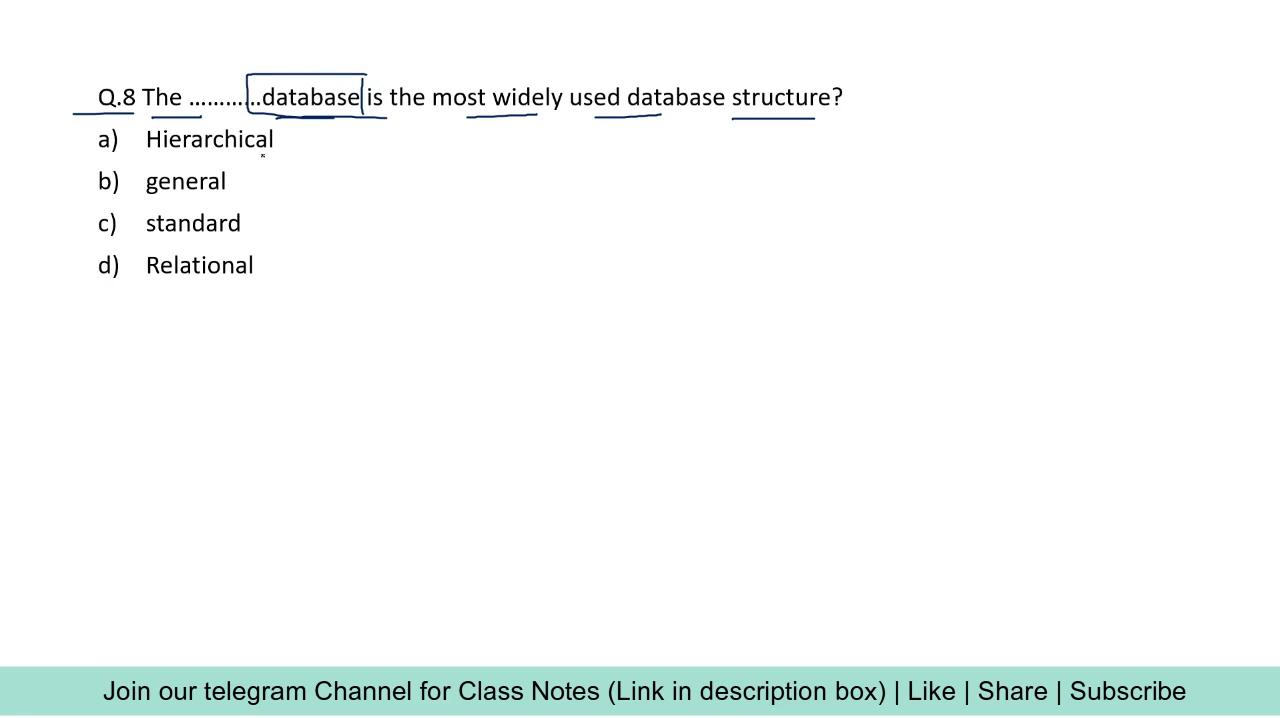 Q.8 The ............database is the most widely used database structure?
a) Hierarchical
b) general
c) standard
d) Relational
Join our telegram Channel for Class Notes (Link in description box) | Like | Share | Subscribe